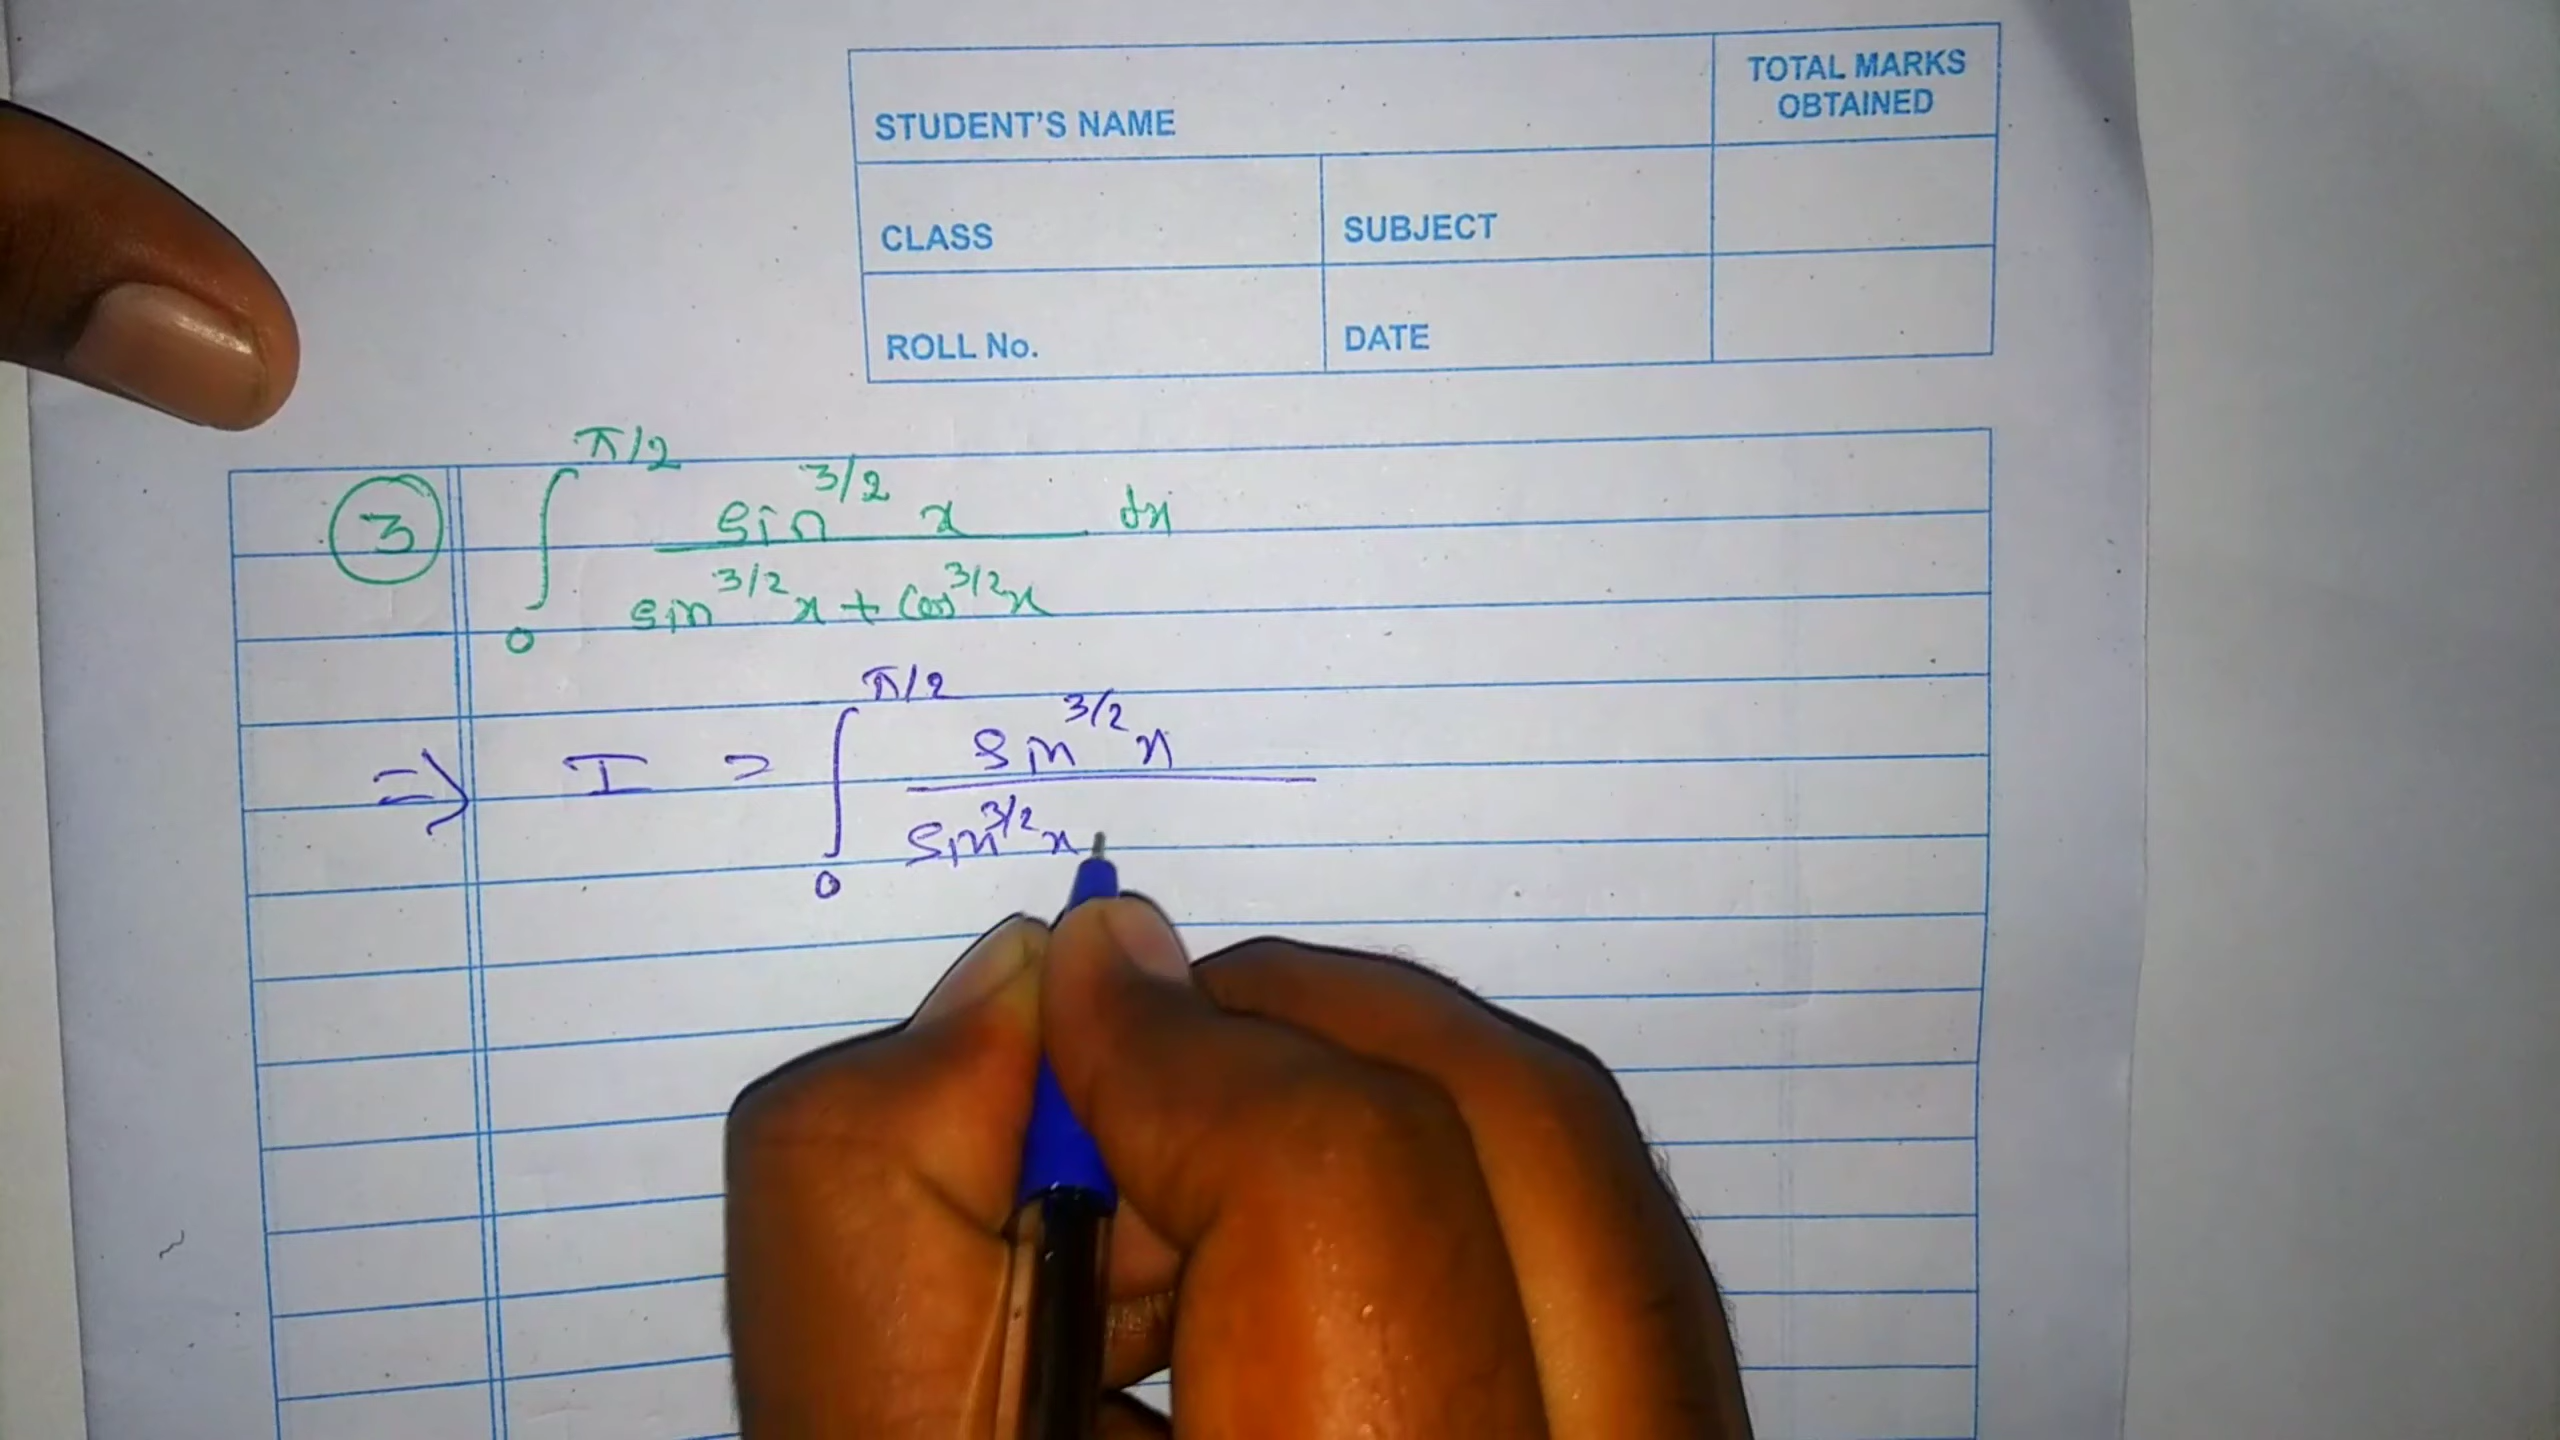 STUDENT'S NAME
TOTAL MARKS OBTAINED
CLASS
SUBJECT
ROLL No.
DATE
③ ∫₀^{π/2} sin^{3/2} x / (sin^{3/2} x + cos^{3/2} x) dx
⇒ I = ∫₀^{π/2} sin^{3/2} x / sin^{3/2} x